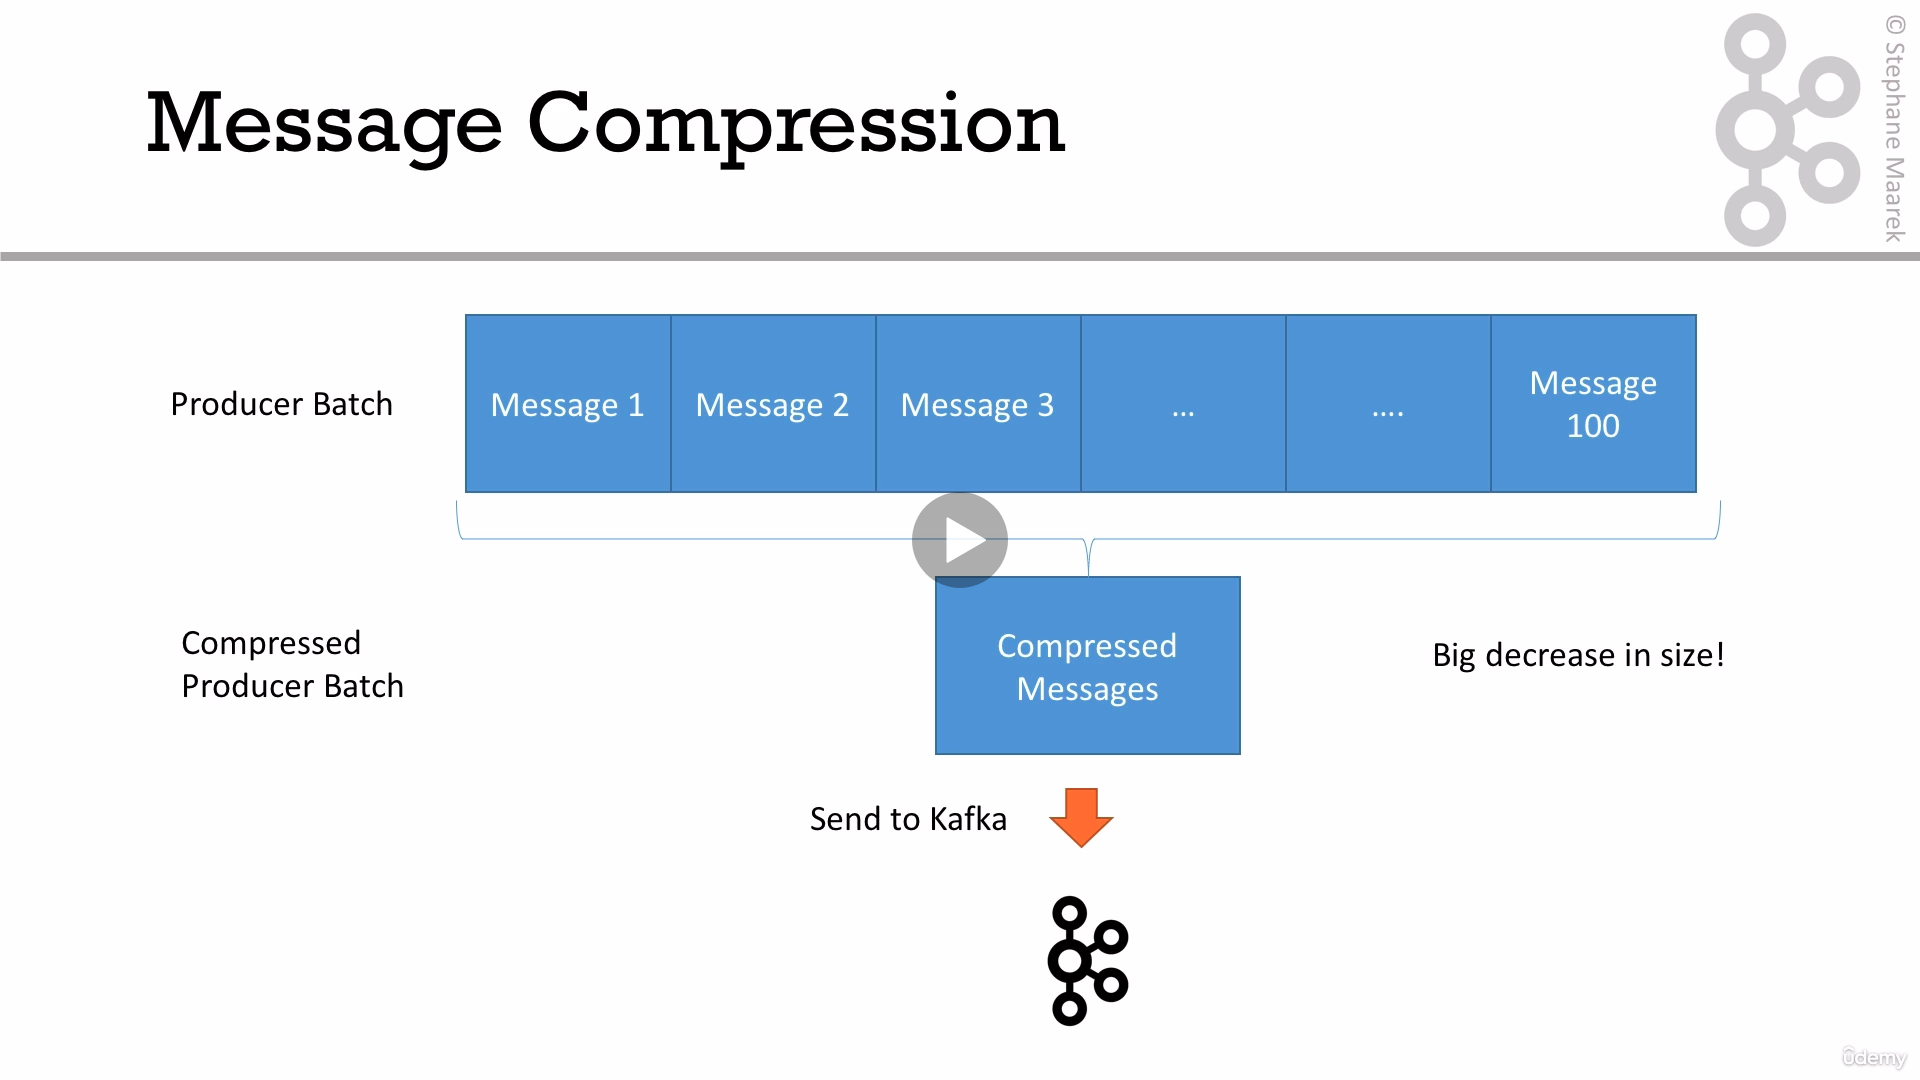 Message Compression
© Stephane Maarek
Producer Batch
Message 1
Message 2
Message 3
...
....
Message
100
Compressed
Producer Batch
Compressed
Messages
Big decrease in size!
Send to Kafka
ûdemy